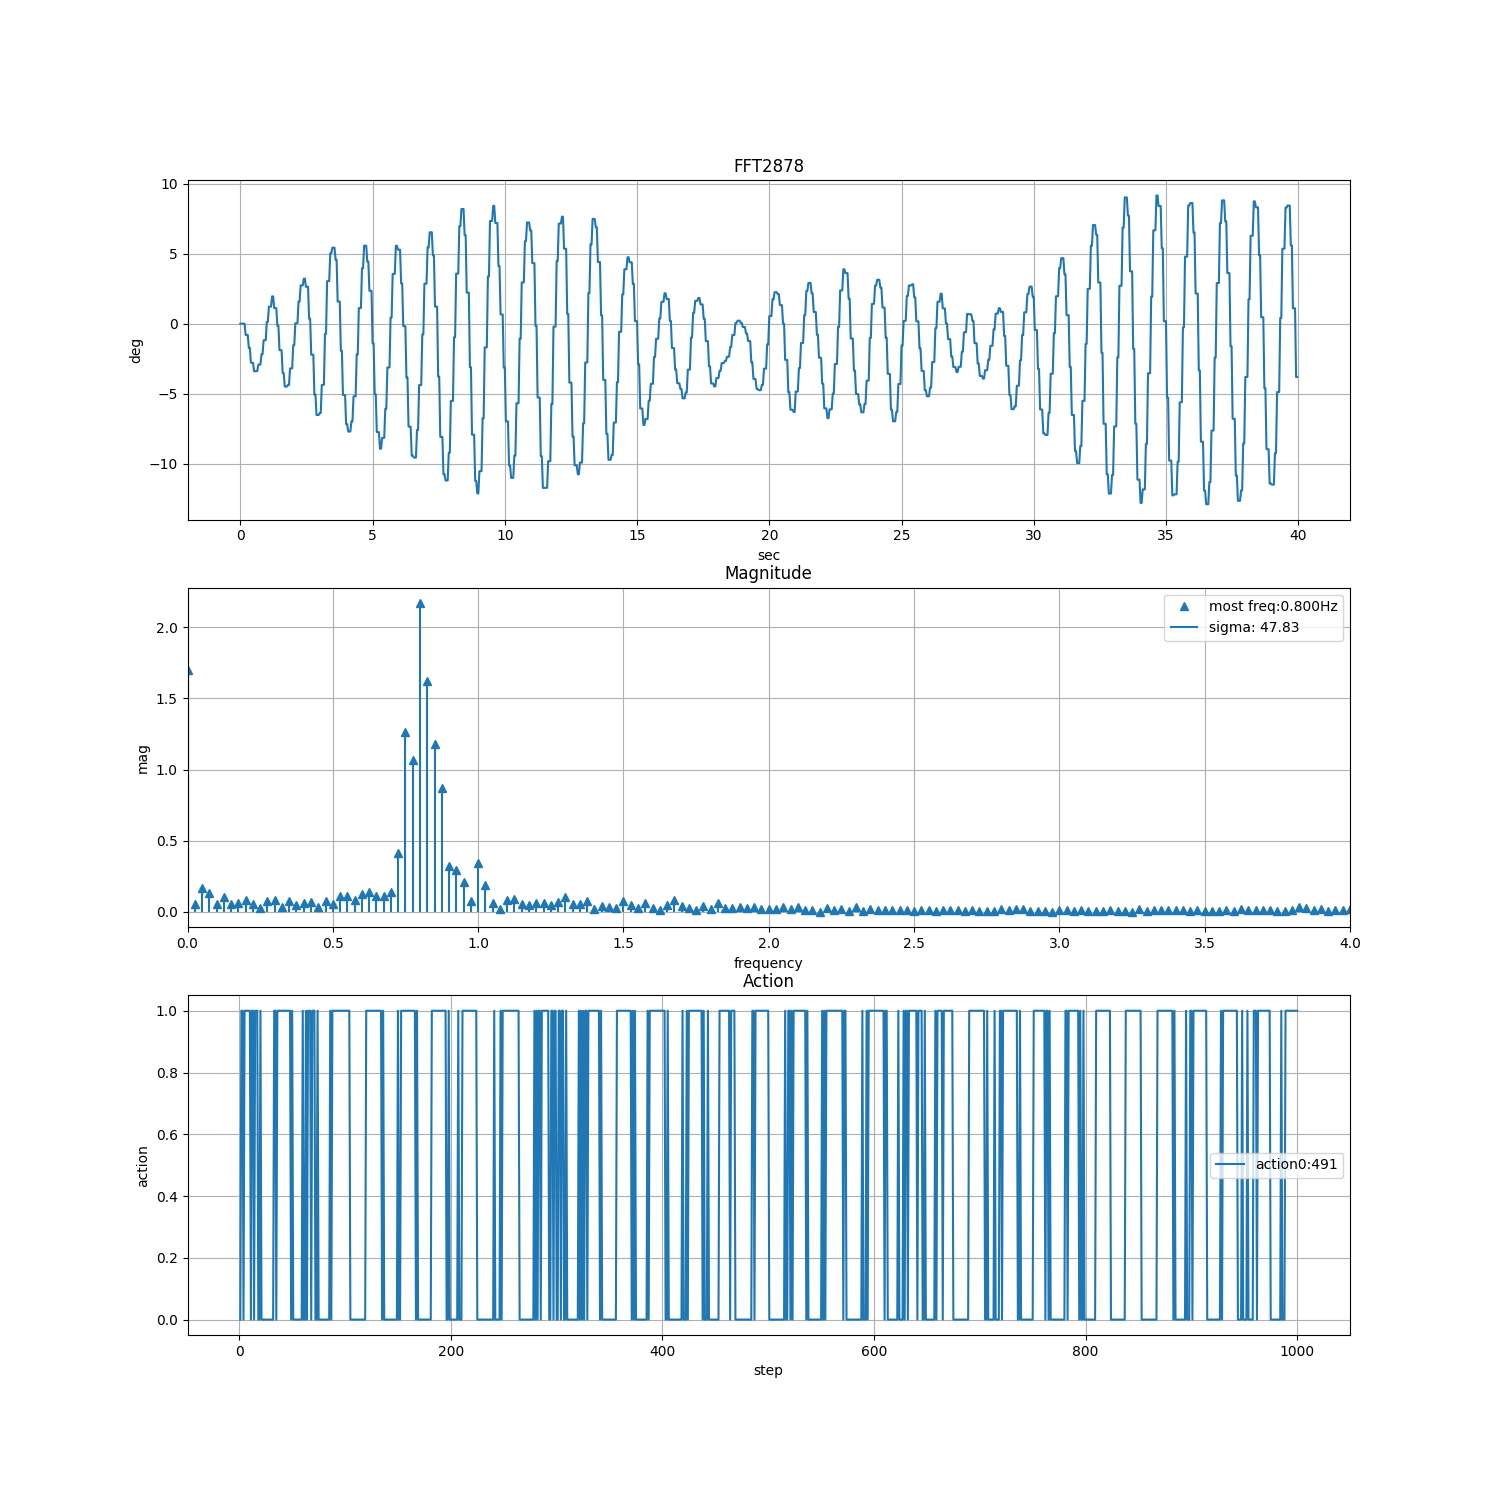 FFT2878
10
5
0
−5
−10
deg
0 5 10 15 20 25 30 35 40
sec
Magnitude
2.0
1.5
1.0
0.5
0.0
mag
most freq:0.800Hz
sigma: 47.83
0.0 0.5 1.0 1.5 2.0 2.5 3.0 3.5 4.0
frequency
Action
1.0
0.8
0.6
0.4
0.2
0.0
action
action0:491
0 200 400 600 800 1000
step